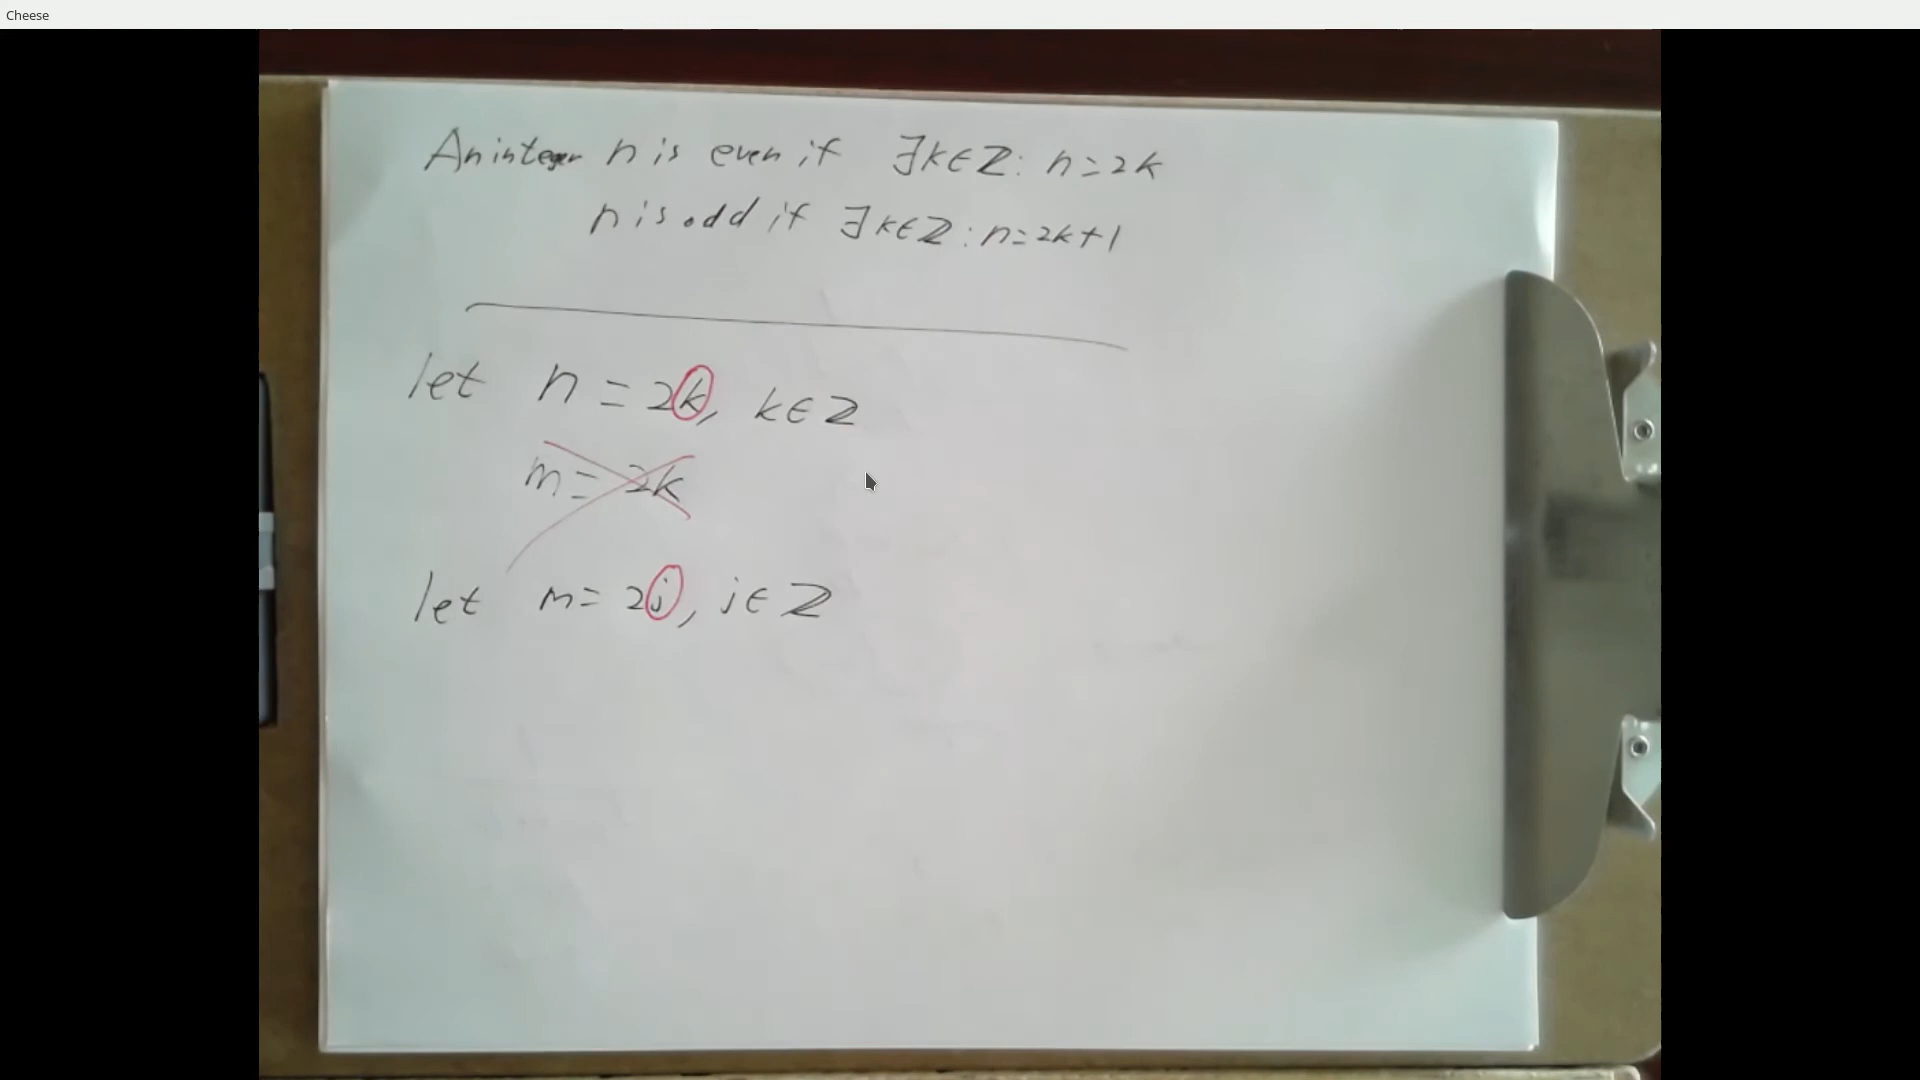 Cheese
An integer n is even if ∃k∈ℤ: n=2k
n is odd if ∃k∈ℤ: n=2k+1
let n = 2k, k∈ℤ
m = 2k
let m = 2j, j∈ℤ